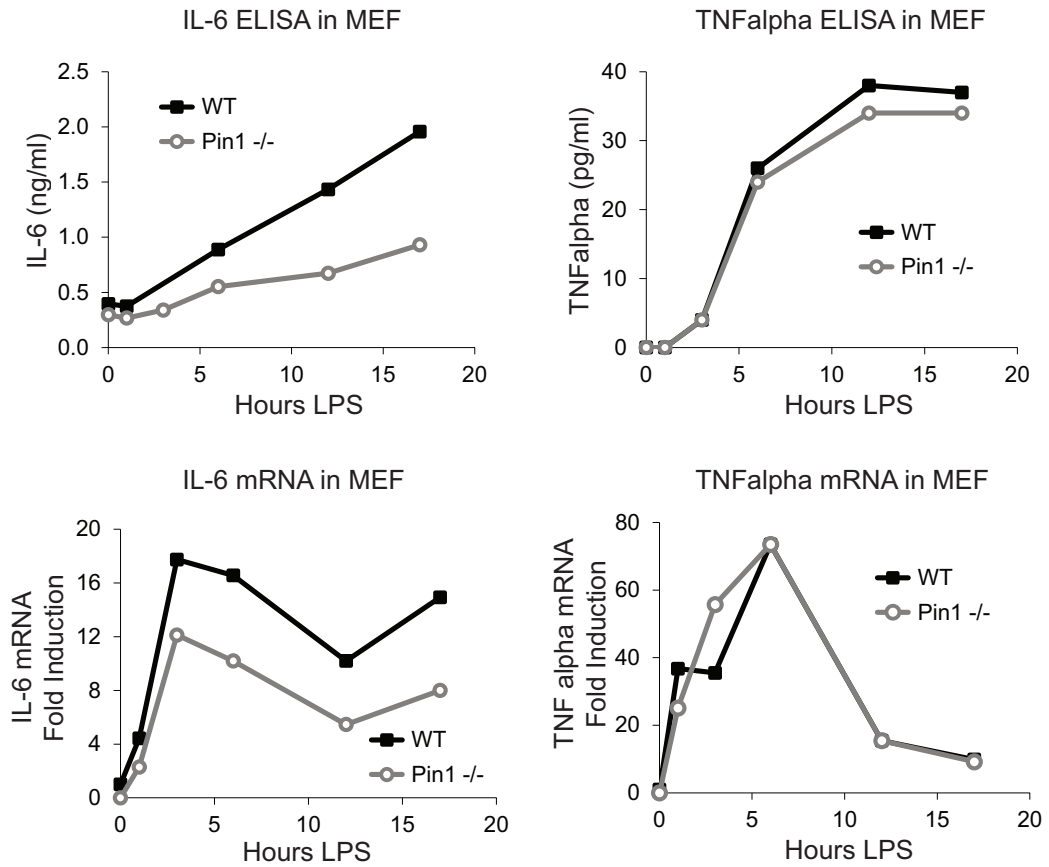 IL-6 ELISA in MEF
IL-6 (ng/ml)
2.5
2.0
1.5
1.0
0.5
0.0
WT
Pin1 -/-
0 5 10 15 20
Hours LPS
TNFalpha ELISA in MEF
TNFalpha (pg/ml)
40
30
20
10
0
WT
Pin1 -/-
0 5 10 15 20
Hours LPS
IL-6 mRNA in MEF
IL-6 mRNA
Fold Induction
20
16
12
8
4
0
WT
Pin1 -/-
0 5 10 15 20
Hours LPS
TNFalpha mRNA in MEF
TNF alpha mRNA
Fold Induction
80
60
40
20
0
WT
Pin1 -/-
0 5 10 15 20
Hours LPS